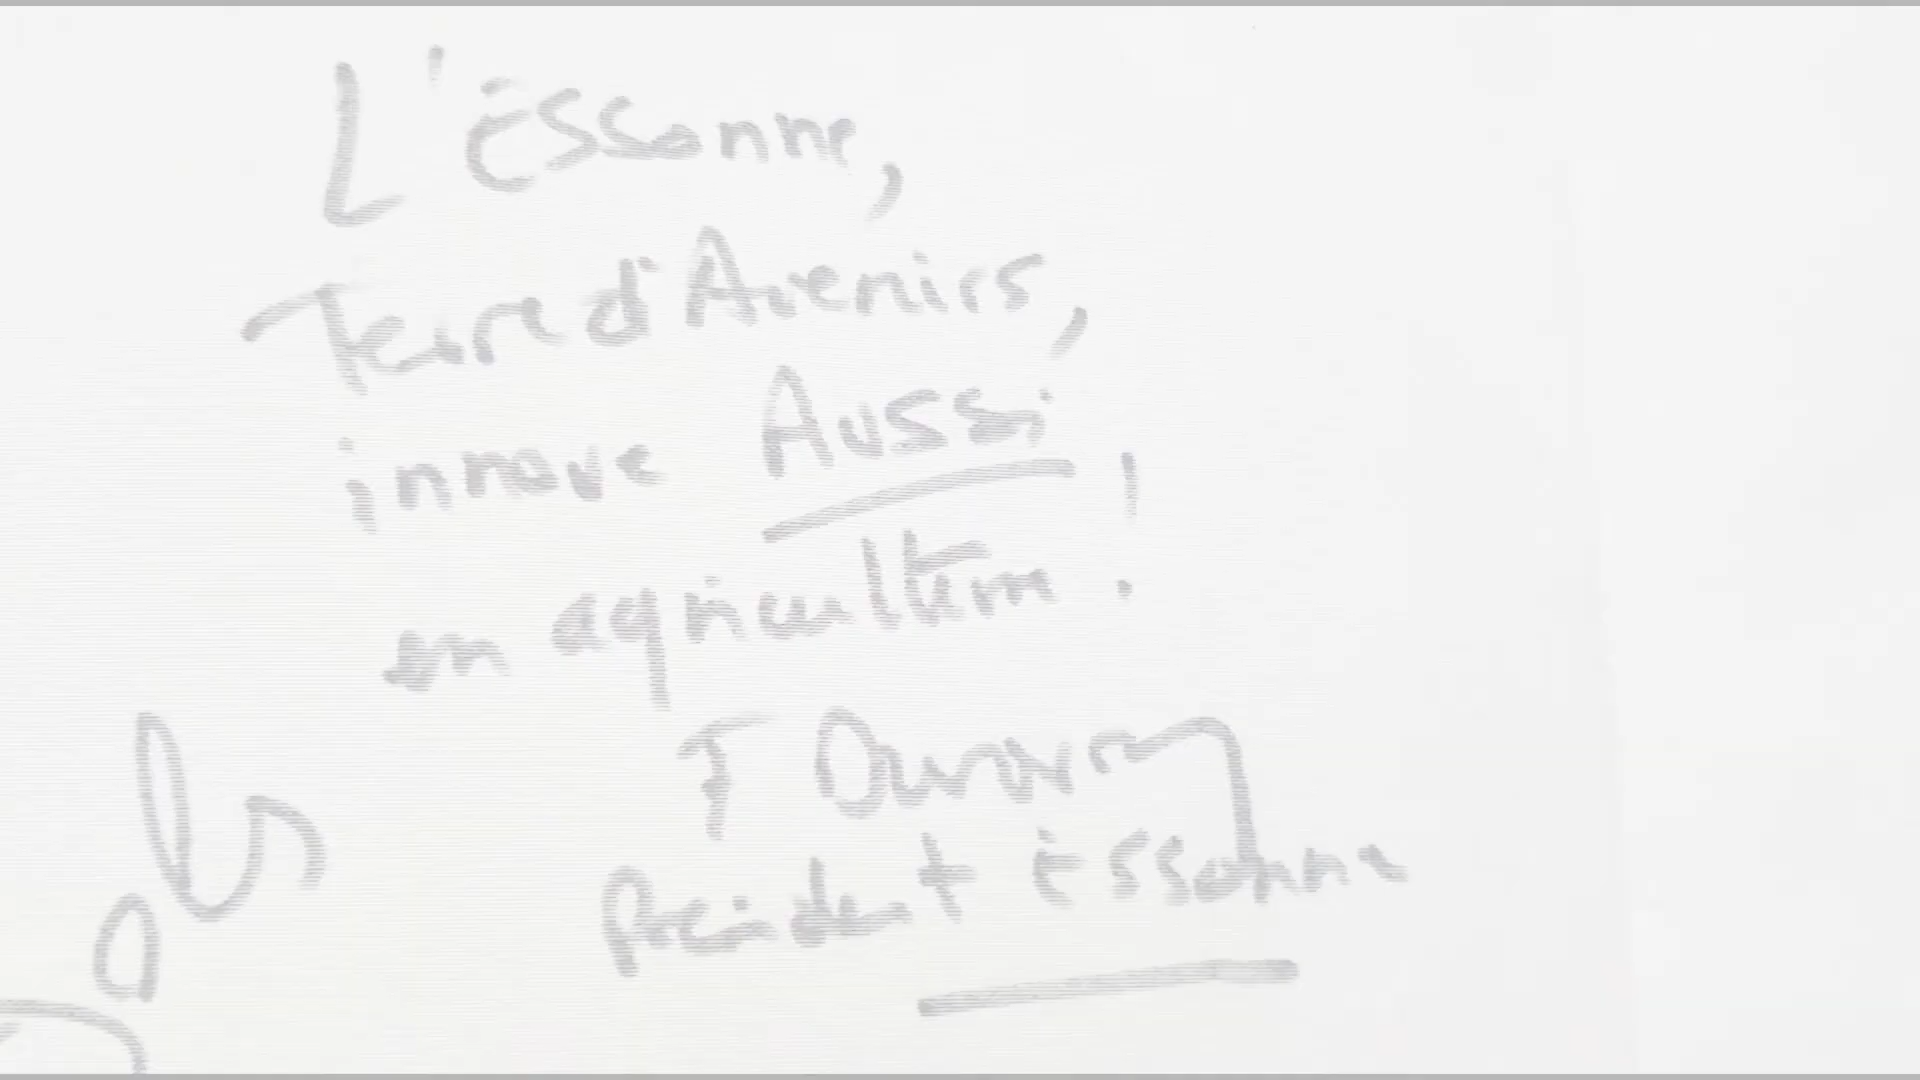 L'Essonne,
Terre d'Avenirs,
innove Aussi
en agriculture !
F Durovray
Président Essonne